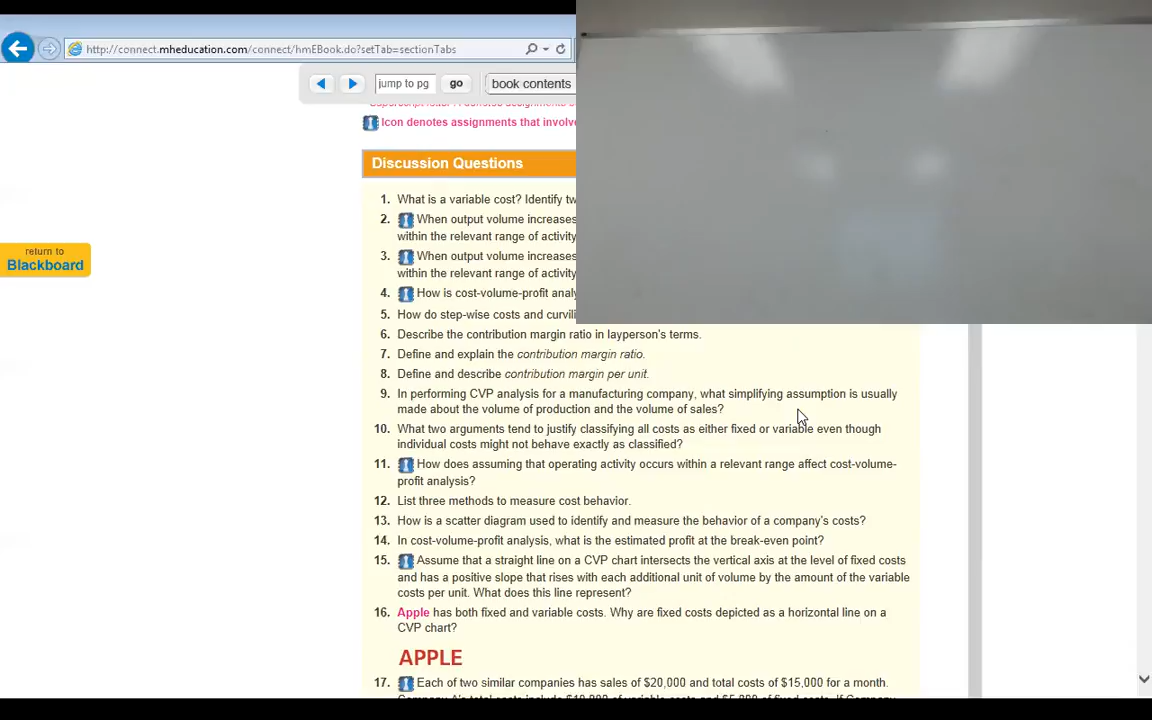 http://connect.mheducation.com/connect/hmEBook.do?setTab=sectionTabs
jump to pg go book contents
Icon denotes assignments that involve
Discussion Questions
1. What is a variable cost? Identify
2. When output volume increases
within the relevant range of activity
return to
Blackboard
3. When output volume increases
within the relevant range of activity
4. How is cost-volume-profit
5. How do step-wise costs and
6. Describe the contribution margin ratio in layperson's terms.
7. Define and explain the contribution margin ratio.
8. Define and describe contribution margin per unit.
9. In performing CVP analysis for a manufacturing company, what simplifying assumption is usually
made about the volume of production and the volume of sales?
10. What two arguments tend to justify classifying all costs as either fixed or variable even though
individual costs might not behave exactly as classified?
11. How does assuming that operating activity occurs within a relevant range affect cost-volume-
profit analysis?
12. List three methods to measure cost behavior.
13. How is a scatter diagram used to identify and measure the behavior of a company's costs?
14. In cost-volume-profit analysis, what is the estimated profit at the break-even point?
15. Assume that a straight line on a CVP chart intersects the vertical axis at the level of fixed costs
and has a positive slope that rises with each additional unit of volume by the amount of the variable
costs per unit. What does this line represent?
16. Apple has both fixed and variable costs. Why are fixed costs depicted as a horizontal line on a
CVP chart?
APPLE
17. Each of two similar companies has sales of $20,000 and total costs of $15,000 for a month.